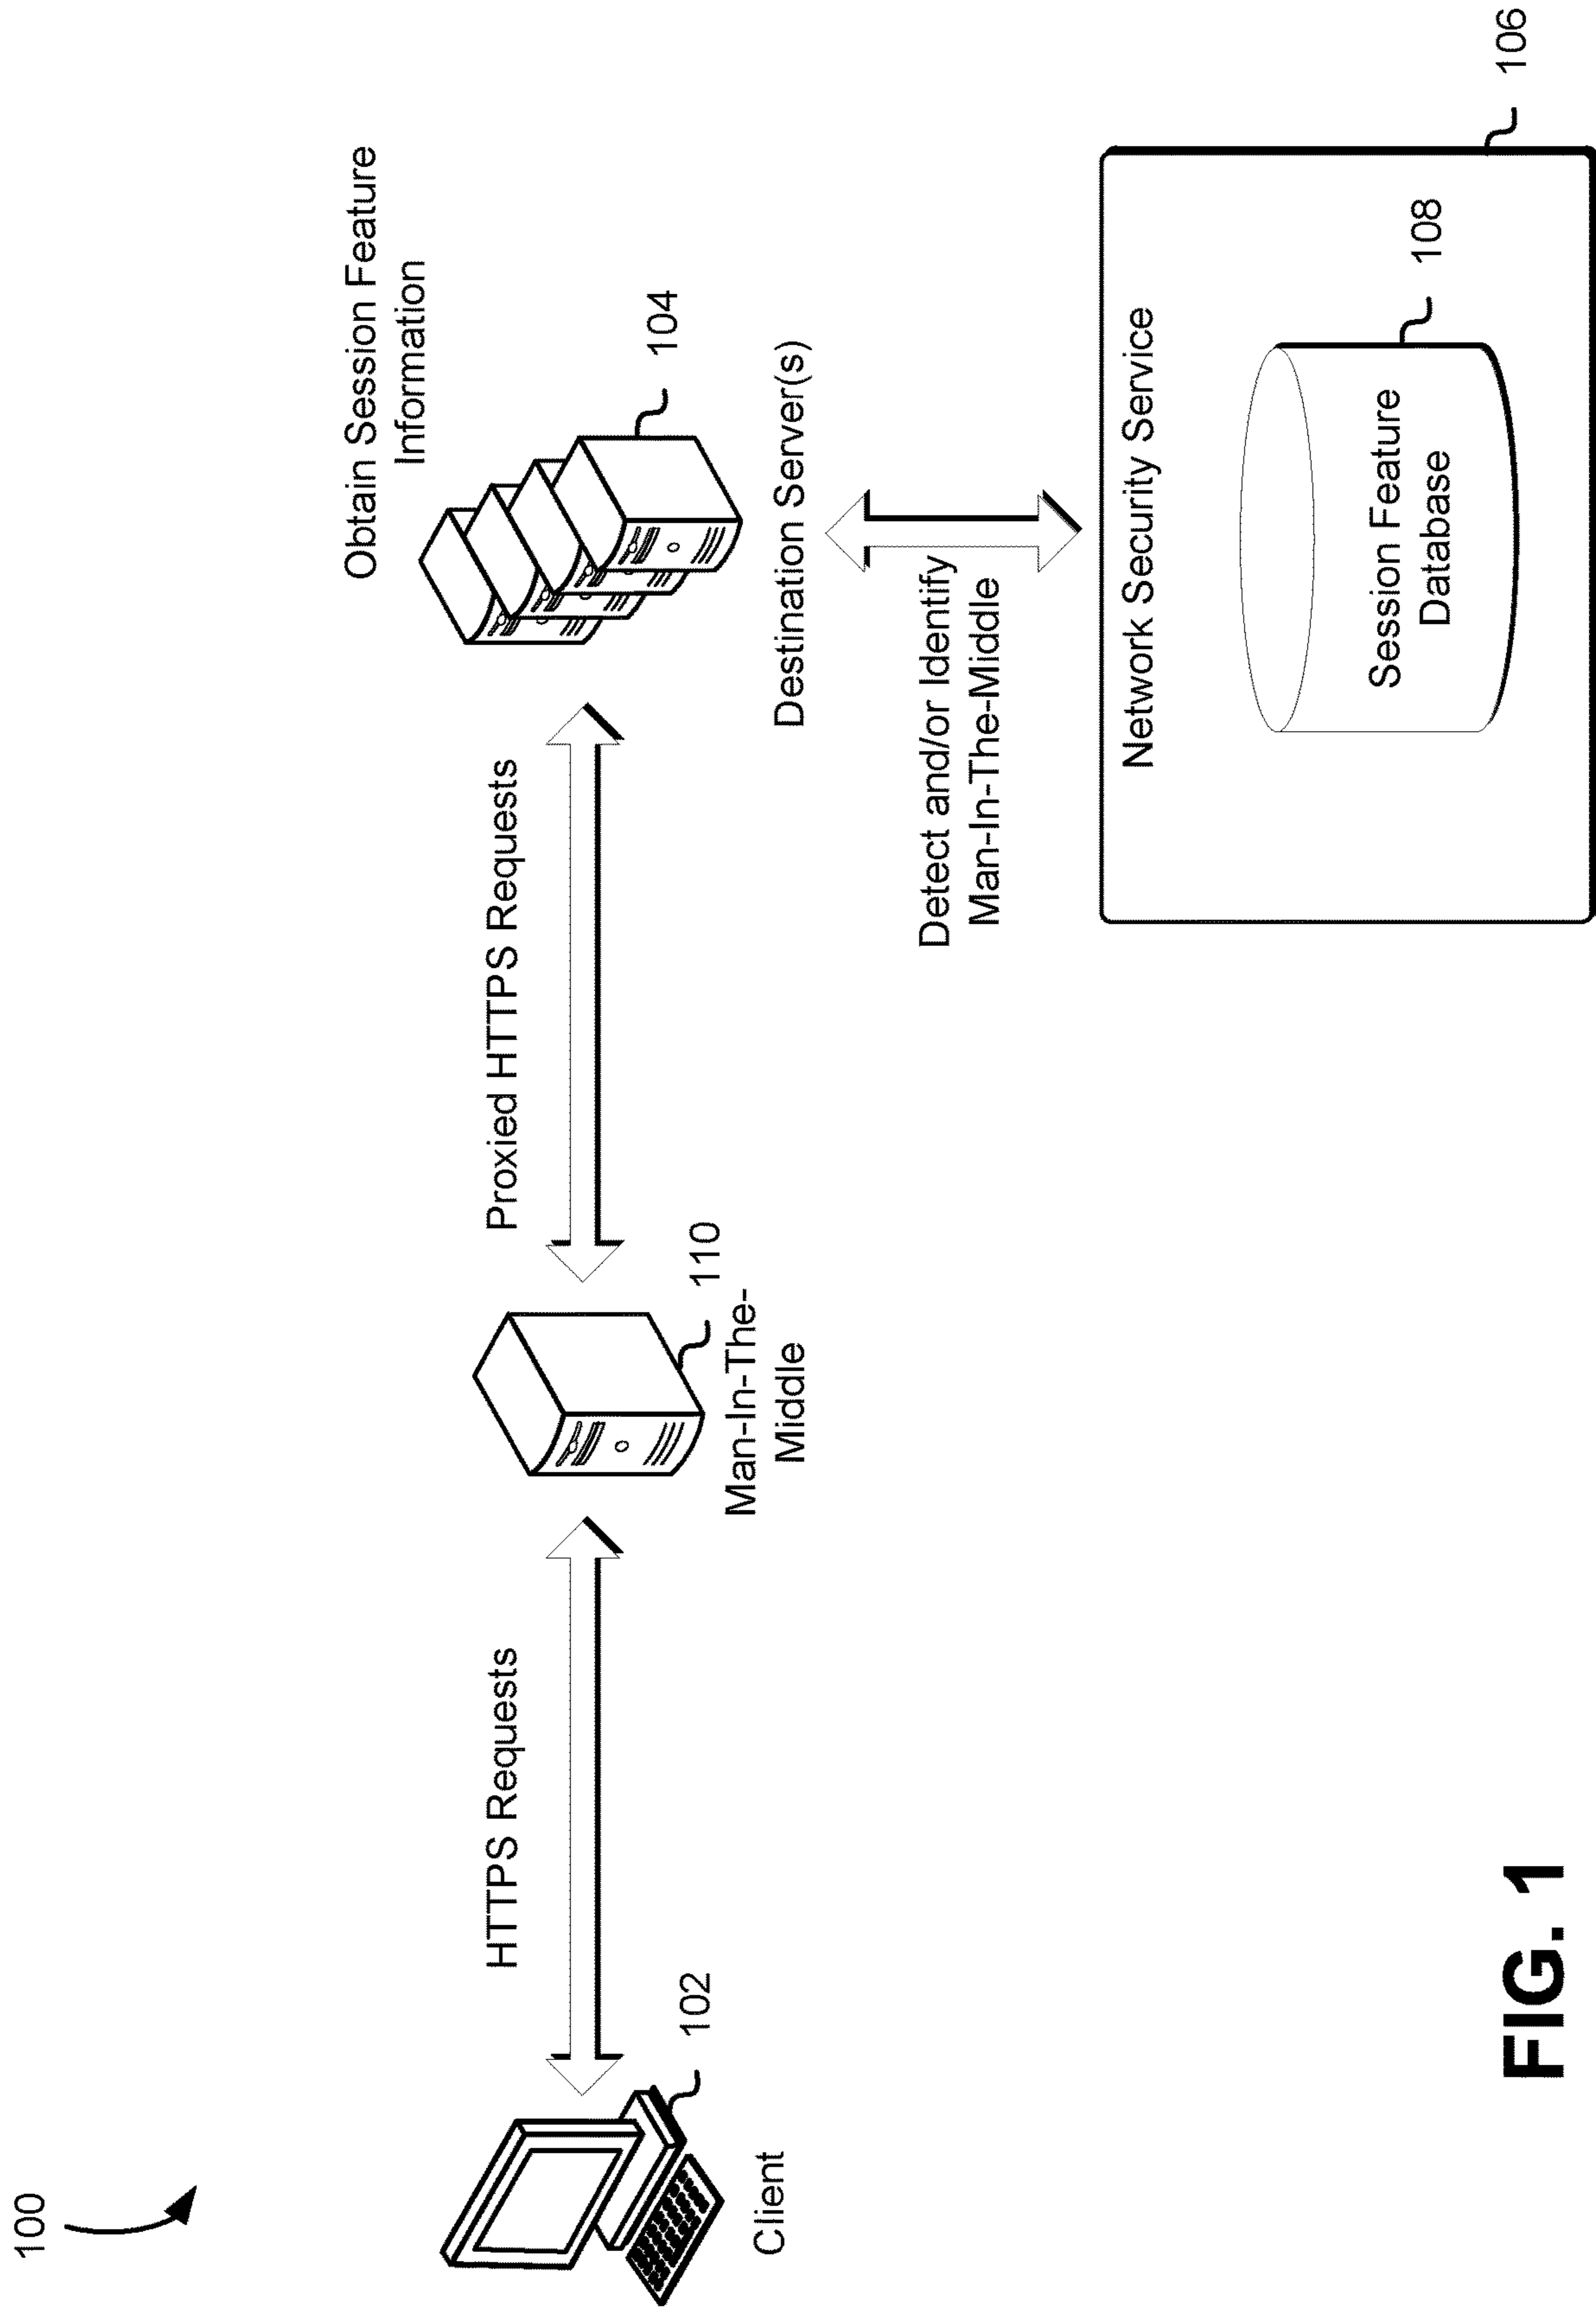 100
Obtain Session Feature
Information
HTTPS Requests
Proxied HTTPS Requests
102
Client
110
Man-In-The-
Middle
104
Destination Server(s)
Detect and/or Identify
Man-In-The-Middle
Network Security Service
Session Feature
Database
108
106
FIG. 1